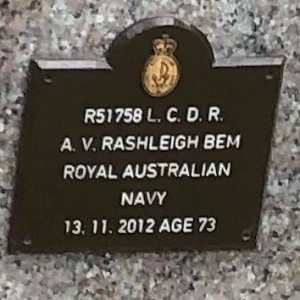 R51758 L. C. D. R.
A. V. RASHLEIGH BEM
ROYAL AUSTRALIAN
NAVY
13. 11. 2012 AGE 73